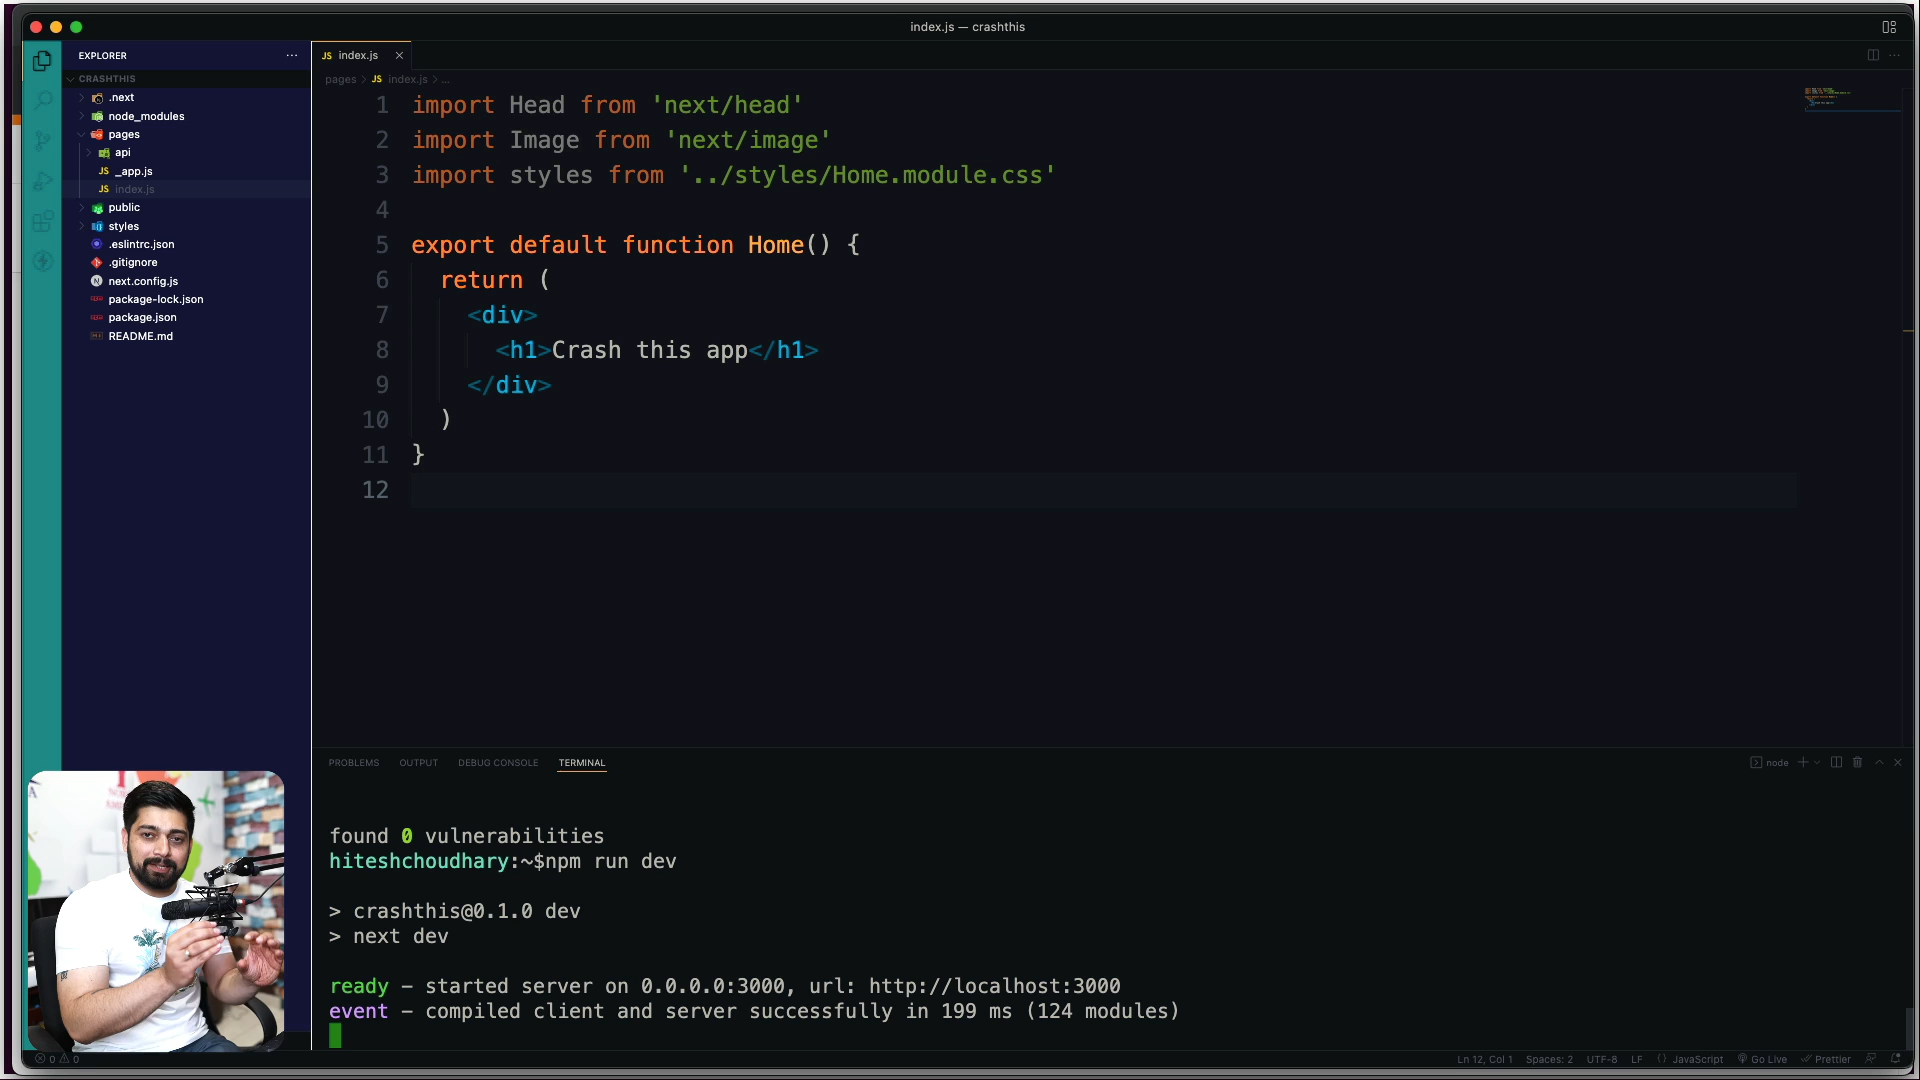 index.js — crashthis
EXPLORER
CRASHTHIS
.next
node_modules
pages
api
JS _app.js
JS index.js
public
styles
.eslintrc.json
.gitignore
next.config.js
package-lock.json
package.json
README.md
JS index.js
pages > JS index.js > ...
1 import Head from 'next/head'
2 import Image from 'next/image'
3 import styles from '../styles/Home.module.css'
4
5 export default function Home() {
6 return (
7 <div>
8 <h1>Crash this app</h1>
9 </div>
10 )
11 }
12
PROBLEMS OUTPUT DEBUG CONSOLE TERMINAL
node
found 0 vulnerabilities
hiteshchoudhary:~$npm run dev
> crashthis@0.1.0 dev
> next dev
ready - started server on 0.0.0.0:3000, url: http://localhost:3000
event - compiled client and server successfully in 199 ms (124 modules)
0 0
Ln 12, Col 1 Spaces: 2 UTF-8 LF {} JavaScript Go Live Prettier